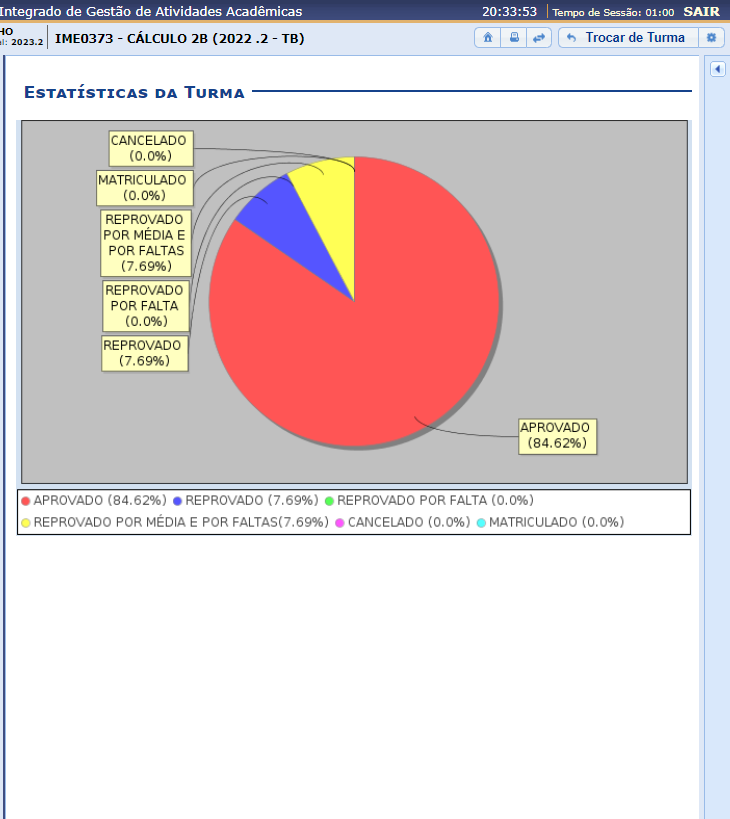 Integrado de Gestão de Atividades Acadêmicas 20:33:53 Tempo de Sessão: 01:00 SAIR
HO
el: 2023.2
IME0373 - CÁLCULO 2B (2022 .2 - TB)
Trocar de Turma
Estatísticas da Turma
CANCELADO
(0.0%)
MATRICULADO
(0.0%)
REPROVADO
POR MÉDIA E
POR FALTAS
(7.69%)
REPROVADO
POR FALTA
(0.0%)
REPROVADO
(7.69%)
APROVADO
(84.62%)
APROVADO (84.62%) REPROVADO (7.69%) REPROVADO POR FALTA (0.0%)
REPROVADO POR MÉDIA E POR FALTAS(7.69%) CANCELADO (0.0%) MATRICULADO (0.0%)